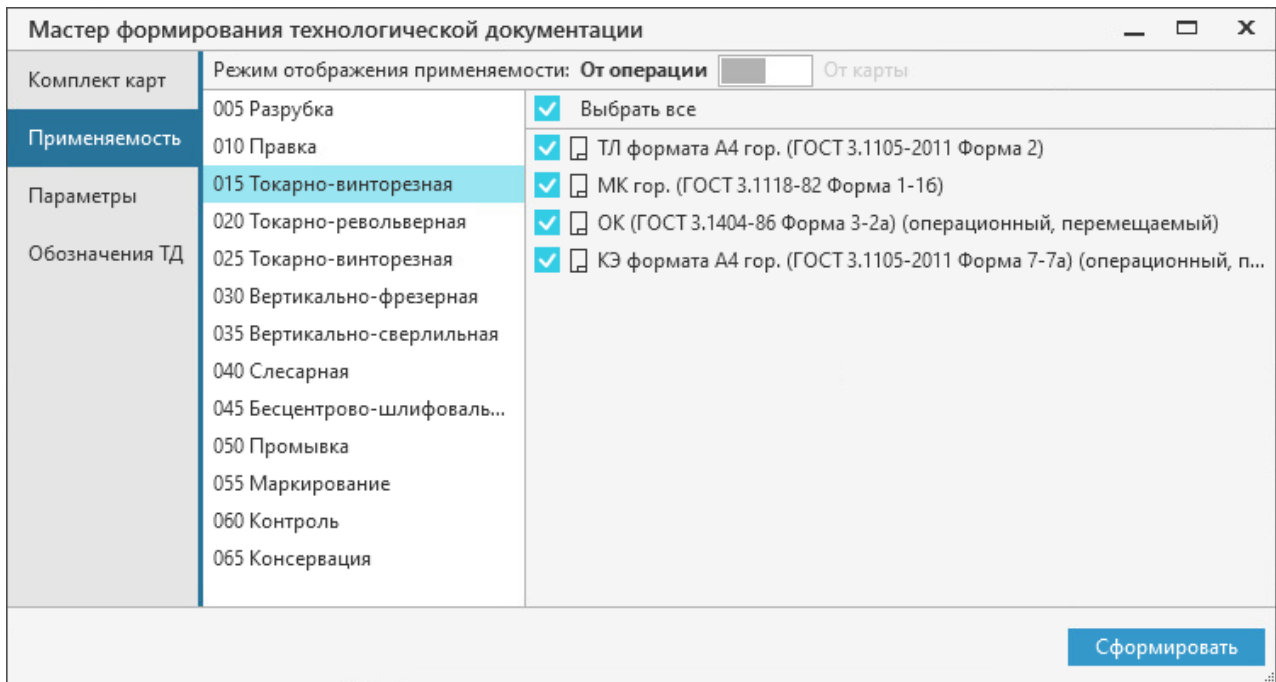 Мастер формирования технологической документации
Комплект карт
Применяемость
Параметры
Обозначения ТД
Режим отображения применяемости: От операции От карты
005 Разрубка
010 Правка
015 Токарно-винторезная
020 Токарно-револьверная
025 Токарно-винторезная
030 Вертикально-фрезерная
035 Вертикально-сверлильная
040 Слесарная
045 Бесцентрово-шлифоваль...
050 Промывка
055 Маркирование
060 Контроль
065 Консервация
Выбрать все
ТЛ формата А4 гор. (ГОСТ 3.1105-2011 Форма 2)
МК гор. (ГОСТ 3.1118-82 Форма 1-16)
ОК (ГОСТ 3.1404-86 Форма 3-2а) (операционный, перемещаемый)
КЭ формата А4 гор. (ГОСТ 3.1105-2011 Форма 7-7а) (операционный, п...
Сформировать